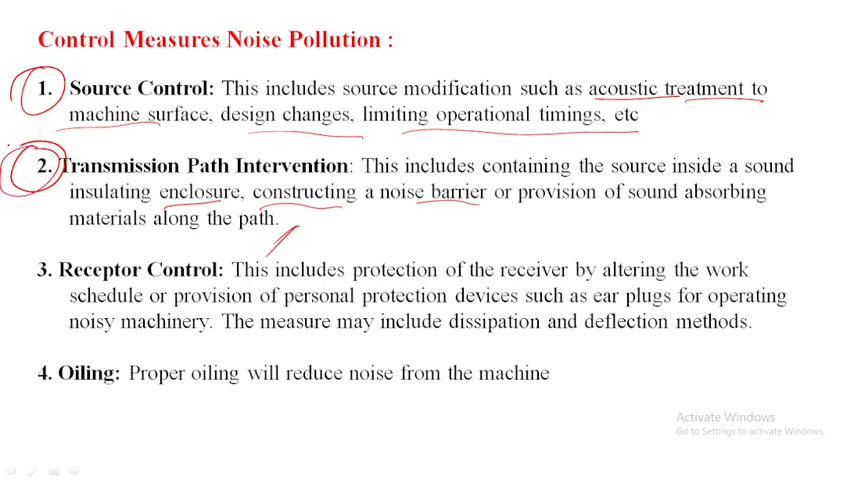 Control Measures Noise Pollution :
1. Source Control: This includes source modification such as acoustic treatment to
machine surface, design changes, limiting operational timings, etc
2. Transmission Path Intervention: This includes containing the source inside a sound
insulating enclosure, constructing a noise barrier or provision of sound absorbing
materials along the path.
3. Receptor Control: This includes protection of the receiver by altering the work
schedule or provision of personal protection devices such as ear plugs for operating
noisy machinery. The measure may include dissipation and deflection methods.
4. Oiling: Proper oiling will reduce noise from the machine
Activate Windows
Go to Settings to activate Windows.